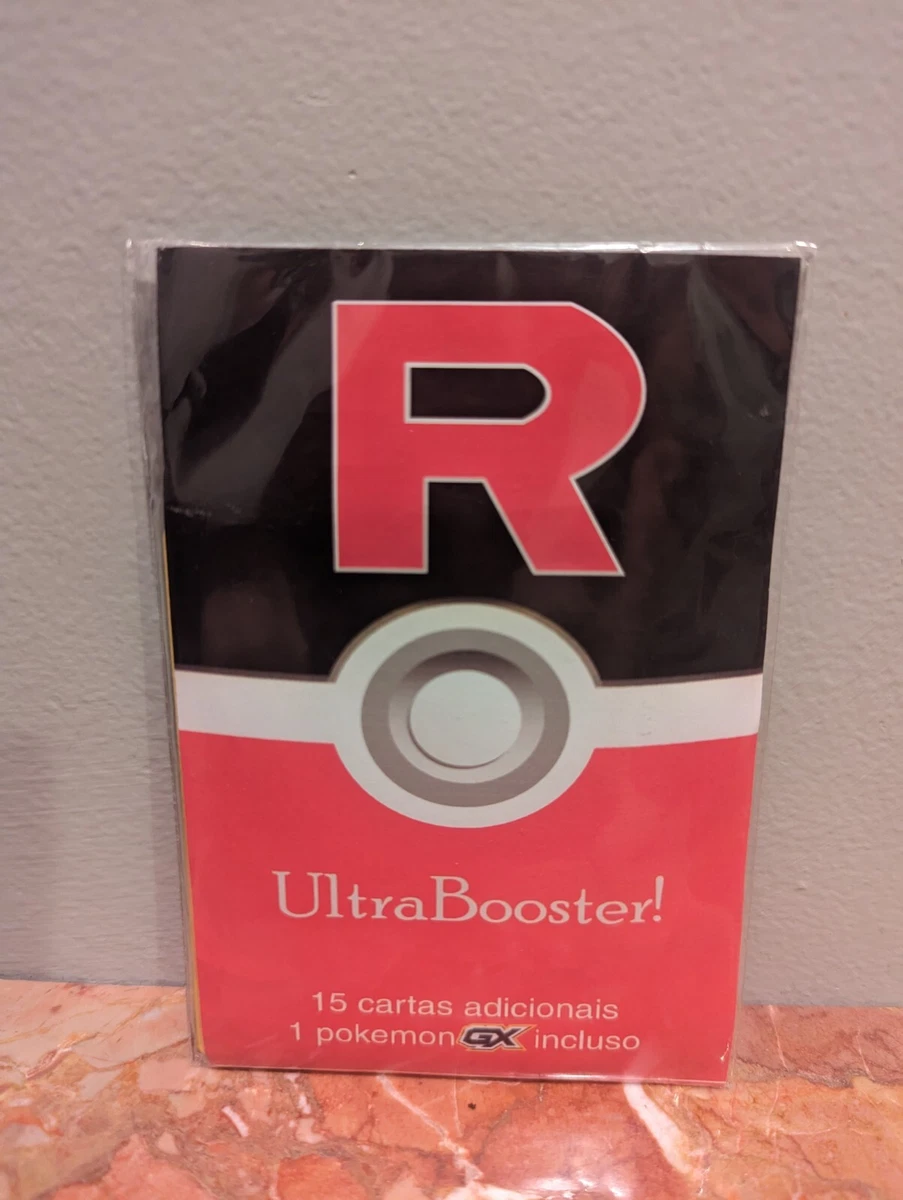 R
UltraBooster!
15 cartas adicionais
1 pokemon GX incluso